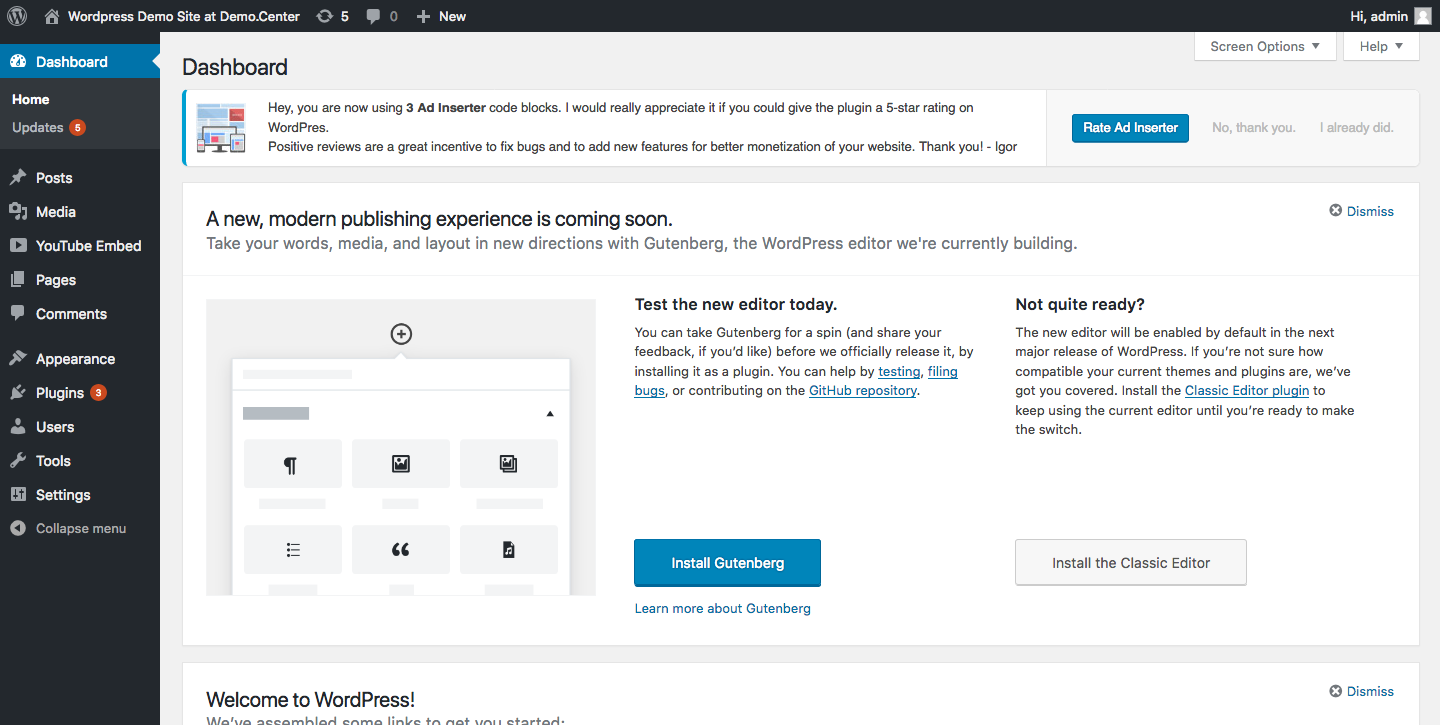 Wordpress Demo Site at Demo.Center 5 0 New Hi, admin
Screen Options Help
Dashboard
Home
Updates 5
Posts
Media
YouTube Embed
Pages
Comments
Appearance
Plugins 3
Users
Tools
Settings
Collapse menu
Dashboard
Hey, you are now using 3 Ad Inserter code blocks. I would really appreciate it if you could give the plugin a 5-star rating on
WordPres.
Positive reviews are a great incentive to fix bugs and to add new features for better monetization of your website. Thank you! - Igor
Rate Ad Inserter No, thank you. I already did.
A new, modern publishing experience is coming soon.
Dismiss
Take your words, media, and layout in new directions with Gutenberg, the WordPress editor we're currently building.
Test the new editor today.
You can take Gutenberg for a spin (and share your
feedback, if you’d like) before we officially release it, by
installing it as a plugin. You can help by testing, filing
bugs, or contributing on the GitHub repository.
Install Gutenberg
Learn more about Gutenberg
Not quite ready?
The new editor will be enabled by default in the next
major release of WordPress. If you’re not sure how
compatible your current themes and plugins are, we’ve
got you covered. Install the Classic Editor plugin to
keep using the current editor until you’re ready to make
the switch.
Install the Classic Editor
Welcome to WordPress!
Dismiss
We’ve assembled some links to get you started: